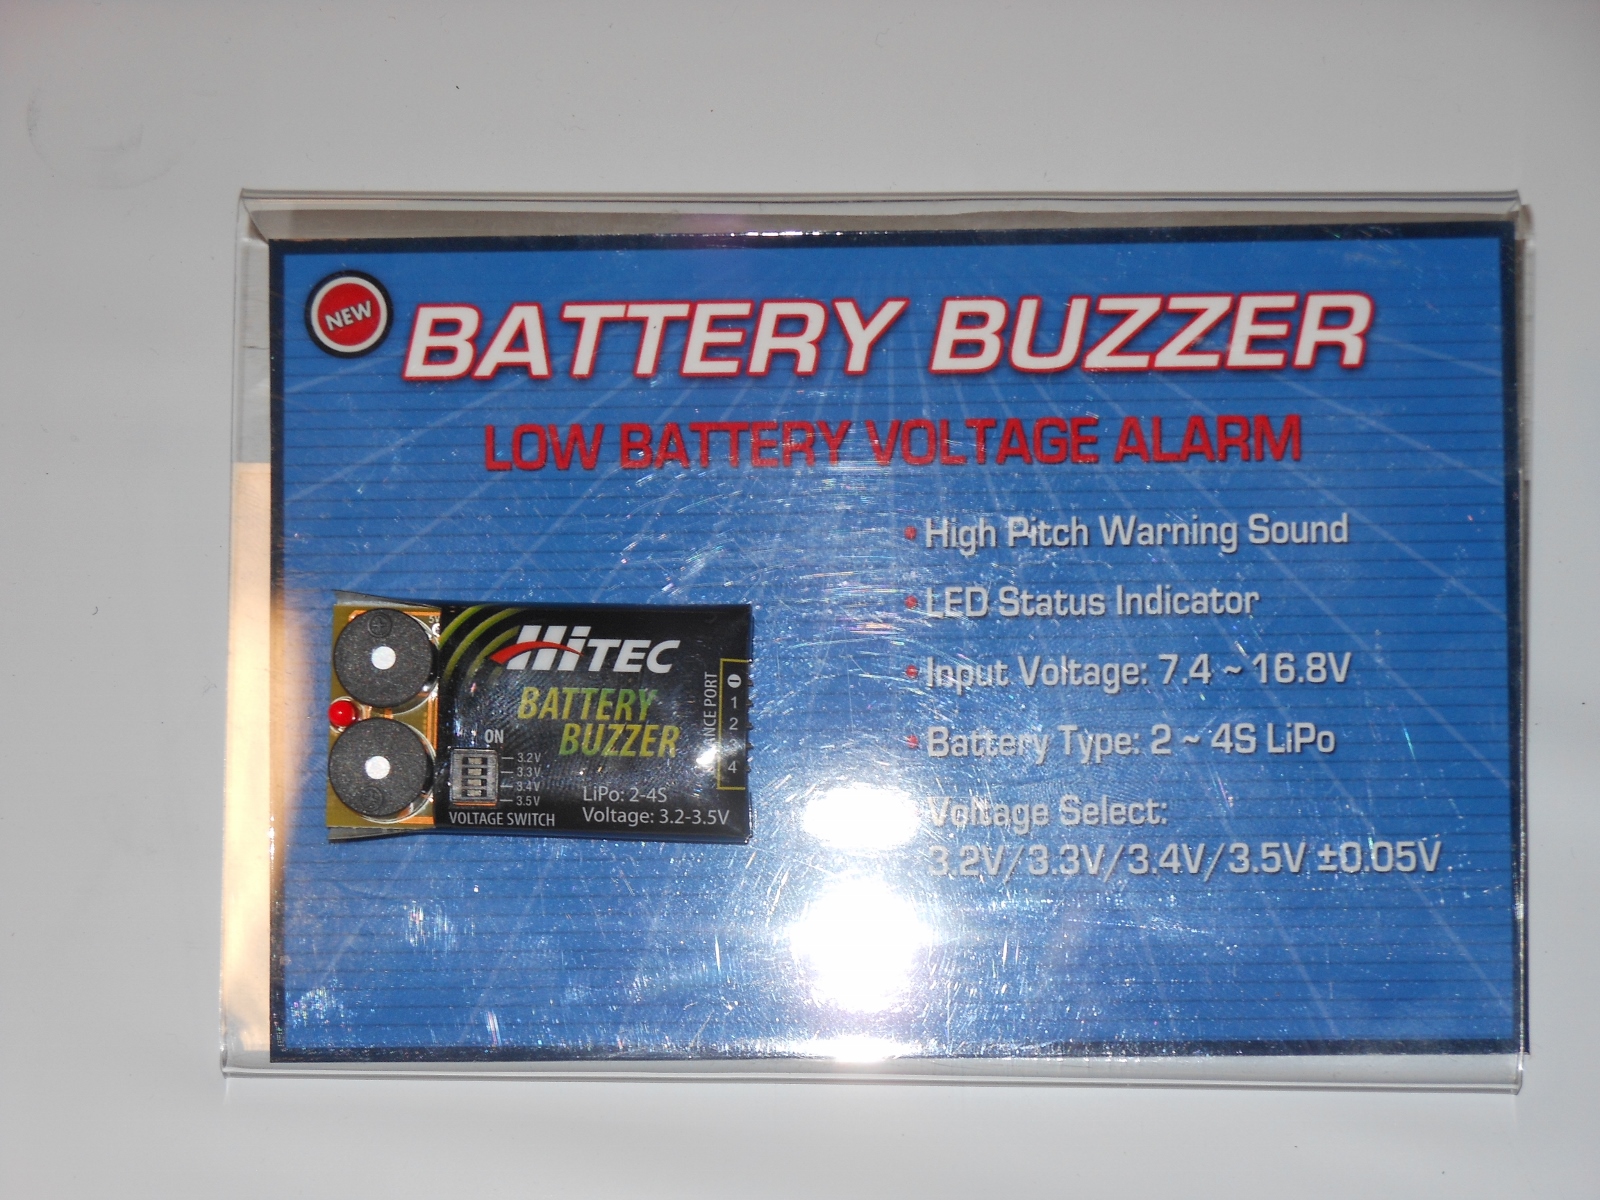 NEW
BATTERY BUZZER
LOW BATTERY VOLTAGE ALARM
• High Pitch Warning Sound
• LED Status Indicator
• Input Voltage: 7.4 ~ 16.8V
• Battery Type: 2 ~ 4S LiPo
Voltage Select:
3.2V/3.3V/3.4V/3.5V ±0.05V
HiTEC
BATTERY
BUZZER
ON
3.2V
3.3V
3.4V
3.5V
VOLTAGE SWITCH
LiPo: 2-4S
Voltage: 3.2-3.5V
PORT
1
2
4